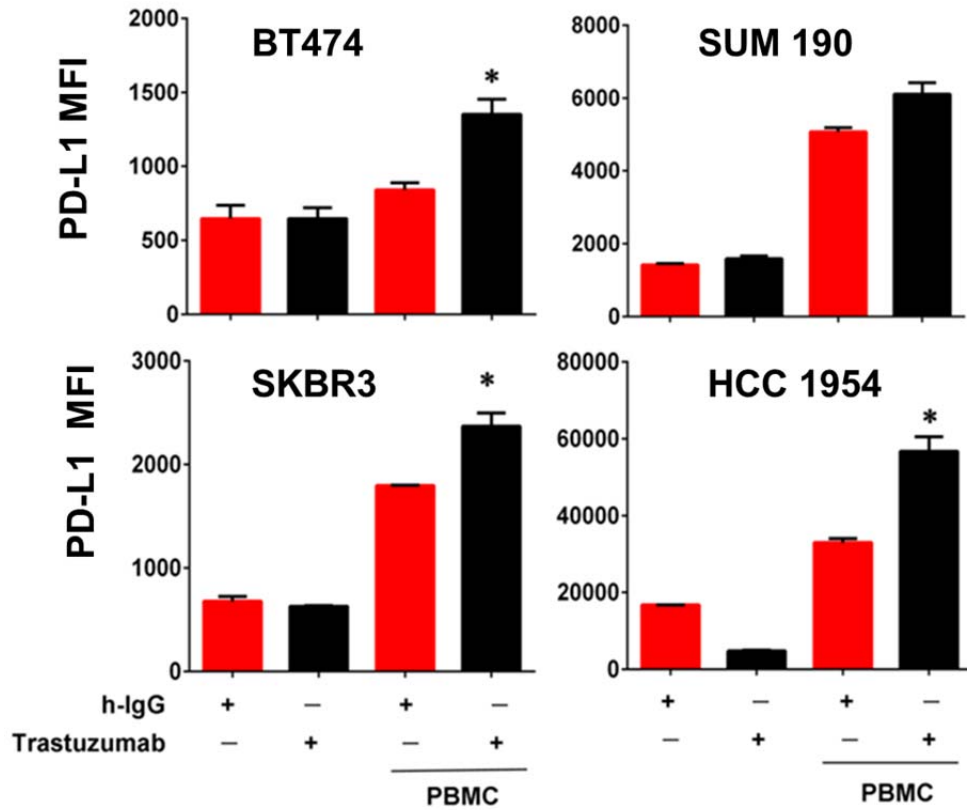 BT474
PD-L1 MFI
2000
1500
1000
500
0
*
SUM 190
8000
6000
4000
2000
0
SKBR3
PD-L1 MFI
3000
2000
1000
0
*
HCC 1954
80000
60000
40000
20000
0
*
h-IgG + − + − + − + −
Trastuzumab − + − + − + − +
PBMC PBMC